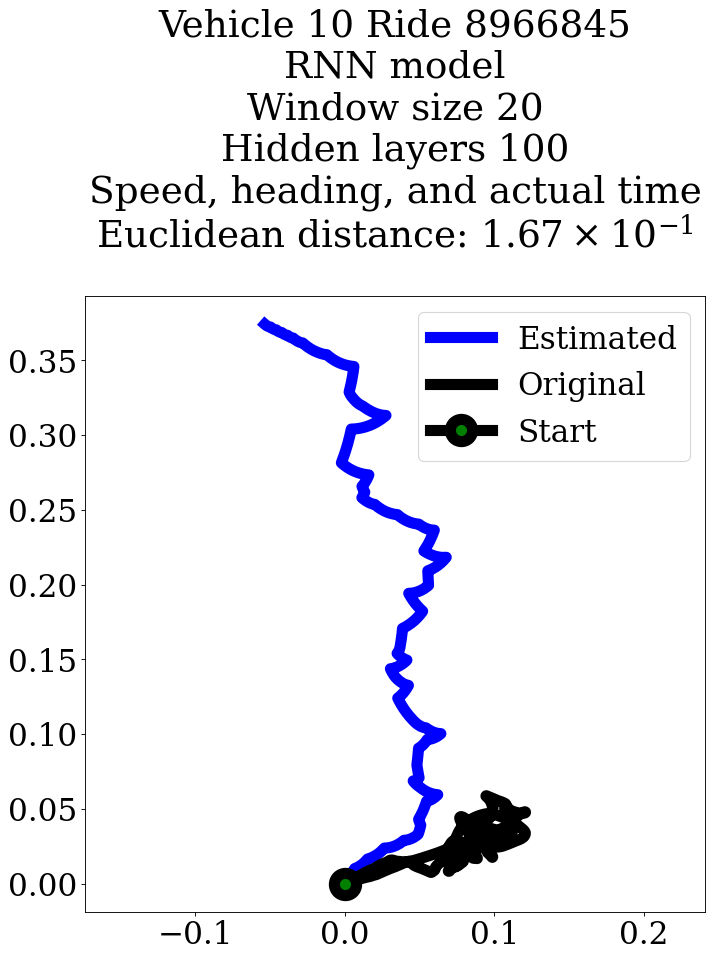 Vehicle 10 Ride 8966845
RNN model
Window size 20
Hidden layers 100
Speed, heading, and actual time
Euclidean distance: 1.67 × 10⁻¹
Estimated
Original
Start
0.35
0.30
0.25
0.20
0.15
0.10
0.05
0.00
−0.1 0.0 0.1 0.2